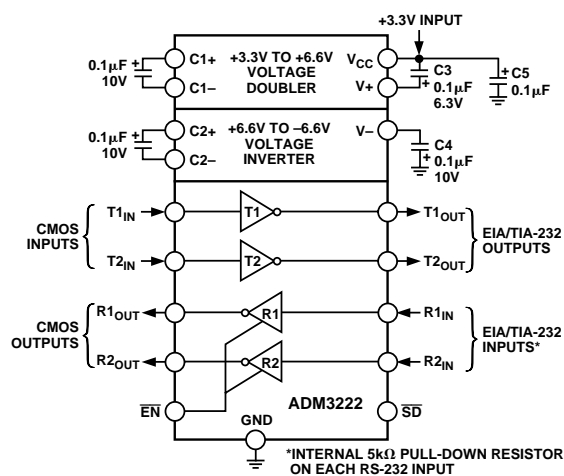 +3.3V INPUT
0.1µF
10V
+
C1+
C1–
+3.3V TO +6.6V
VOLTAGE
DOUBLER
VCC
V+
+
C3
0.1µF
6.3V
+
C5
0.1µF
0.1µF
10V
+
C2+
C2–
+6.6V TO –6.6V
VOLTAGE
INVERTER
V–
+
C4
0.1µF
10V
CMOS
INPUTS
T1IN
T2IN
T1
T2
T1OUT
T2OUT
EIA/TIA-232
OUTPUTS
CMOS
OUTPUTS
R1OUT
R2OUT
R1
R2
R1IN
R2IN
EIA/TIA-232
INPUTS*
EN
GND
ADM3222
SD
*INTERNAL 5kΩ PULL-DOWN RESISTOR
ON EACH RS-232 INPUT